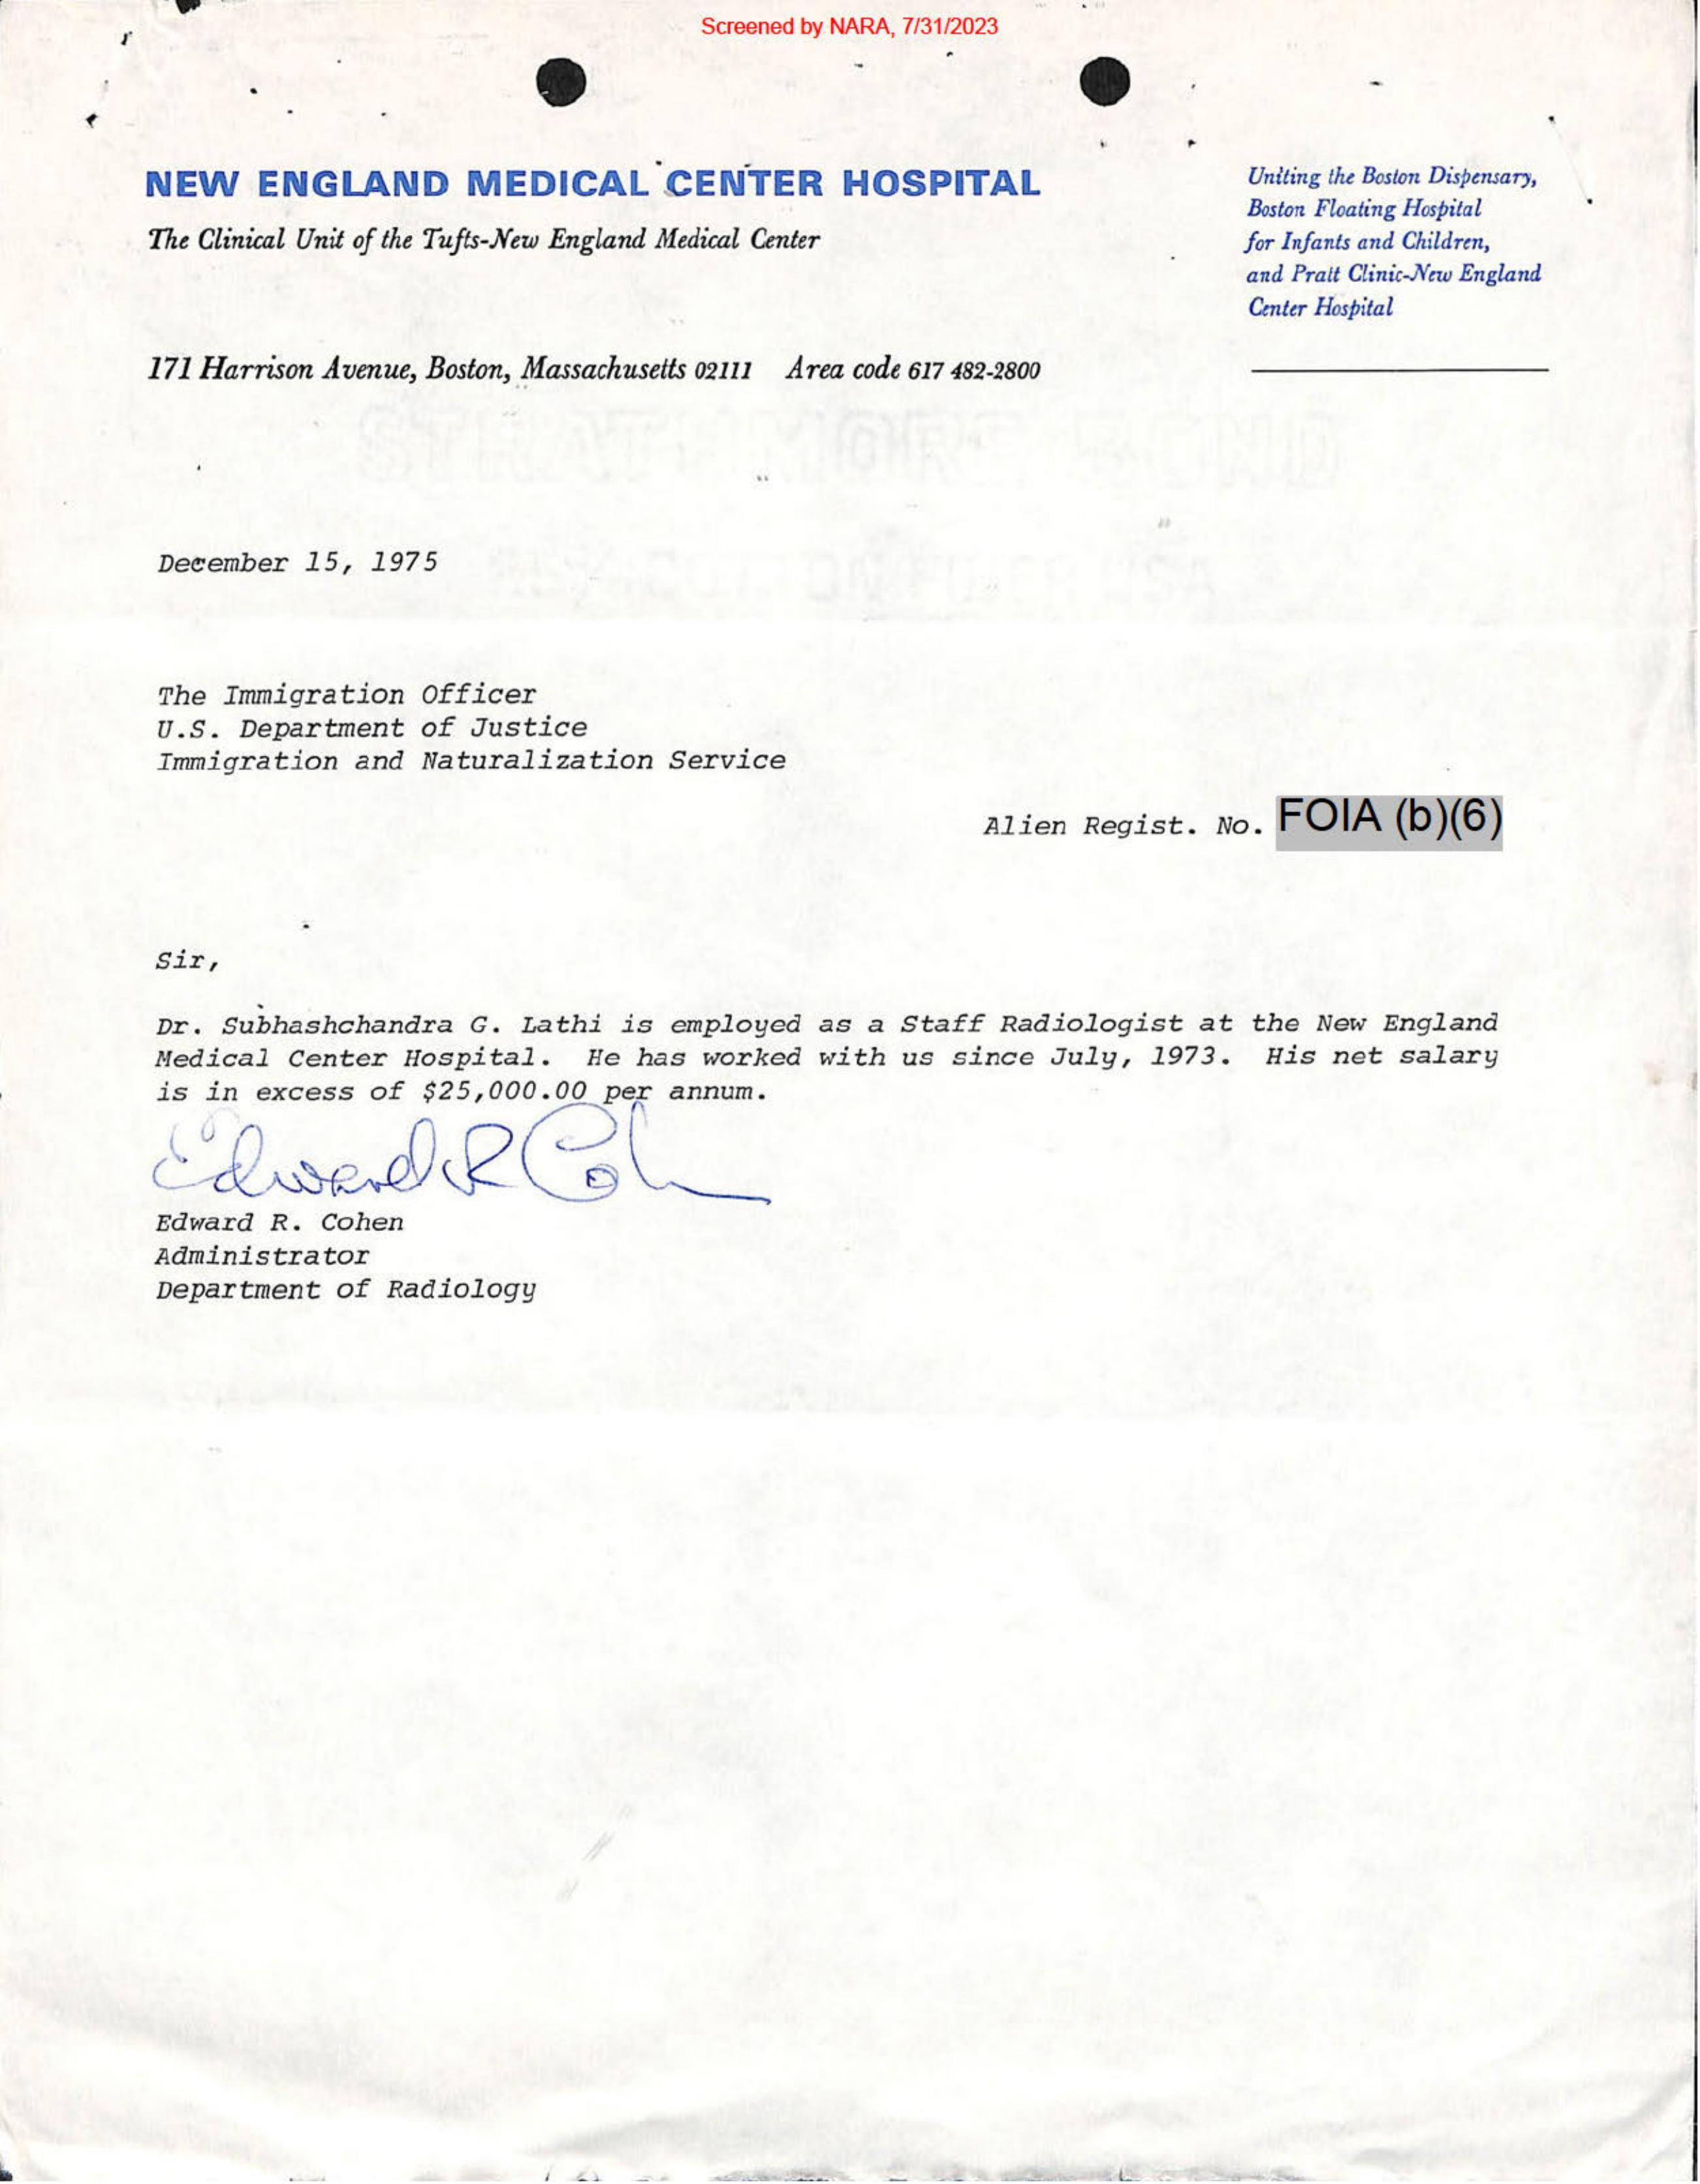 Screened by NARA, 7/31/2023
NEW ENGLAND MEDICAL CENTER HOSPITAL
The Clinical Unit of the Tufts-New England Medical Center
171 Harrison Avenue, Boston, Massachusetts 02111 Area code 617 482-2800
Uniting the Boston Dispensary,
Boston Floating Hospital
for Infants and Children,
and Pratt Clinic-New England
Center Hospital
December 15, 1975
The Immigration Officer
U.S. Department of Justice
Immigration and Naturalization Service
Alien Regist. No. FOIA (b)(6)
Sir,
Dr. Subhashchandra G. Lathi is employed as a Staff Radiologist at the New England
Medical Center Hospital. He has worked with us since July, 1973. His net salary
is in excess of $25,000.00 per annum.
Edward R Coh
Edward R. Cohen
Administrator
Department of Radiology